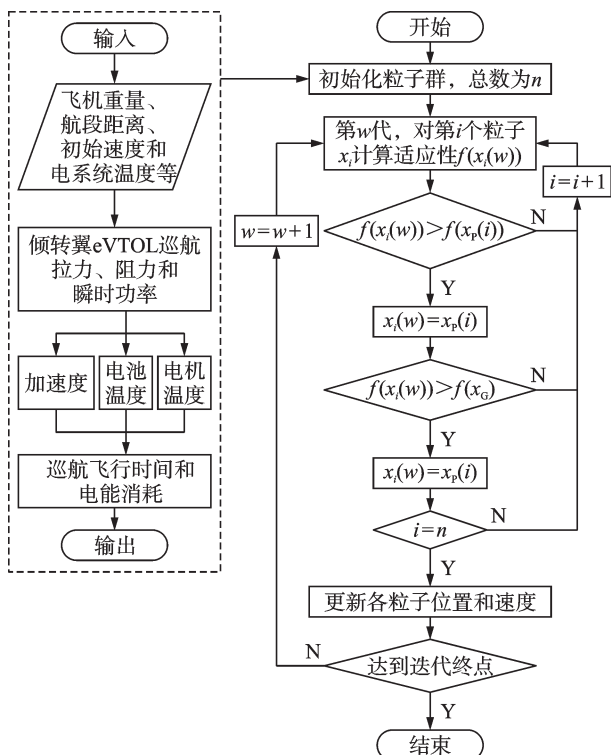 输入
飞机重量、
航段距离、
初始速度和
电系统温度等
倾转翼eVTOL巡航
拉力、阻力和
瞬时功率
加速度
电池
温度
电机
温度
巡航飞行时间和
电能消耗
输出
开始
初始化粒子群，总数为n
第w代，对第i个粒子
xᵢ计算适应性f(xᵢ(w))
i=i+1
w=w+1
f(xᵢ(w))>f(x_P(i))
N
Y
xᵢ(w)=x_P(i)
f(xᵢ(w))>f(x_G)
N
Y
xᵢ(w)=x_P(i)
i=n
N
Y
更新各粒子位置和速度
达到迭代终点
N
Y
结束